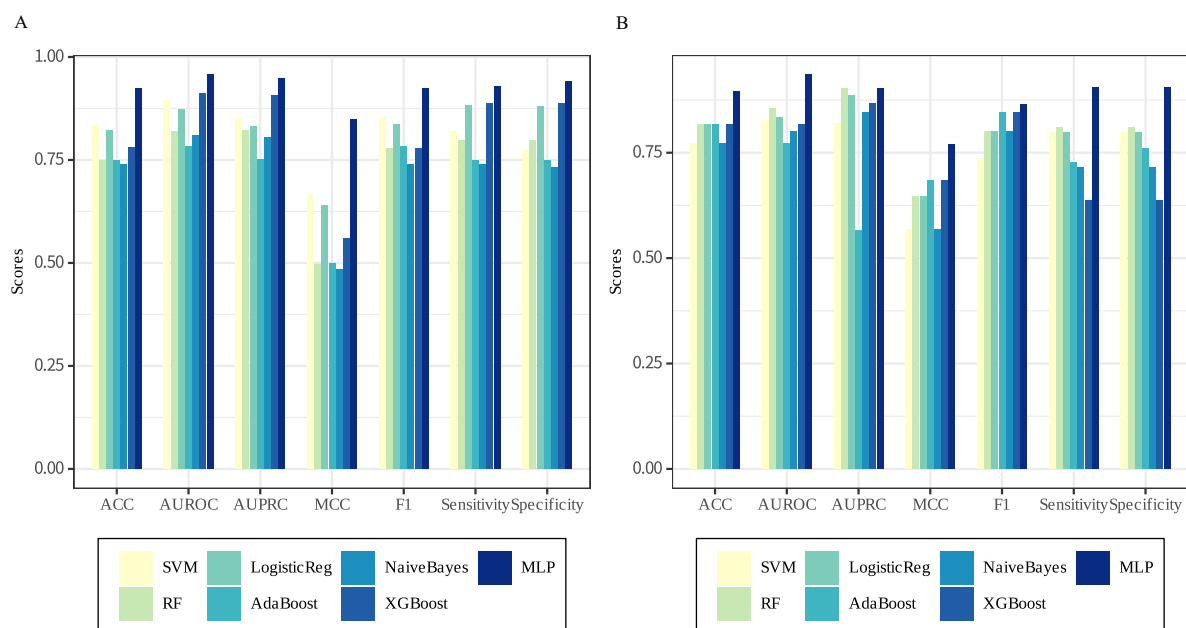 A
B
1.00
0.75
0.50
0.25
0.00
Scores
ACC AUROC AUPRC MCC F1 Sensitivity Specificity
SVM LogisticReg NaiveBayes MLP
RF AdaBoost XGBoost
0.75
0.50
0.25
0.00
Scores
ACC AUROC AUPRC MCC F1 Sensitivity Specificity
SVM LogisticReg NaiveBayes MLP
RF AdaBoost XGBoost